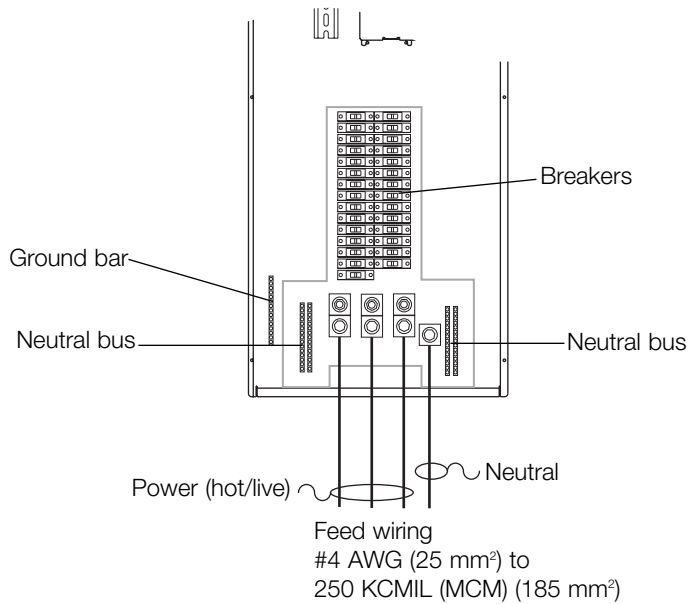 Breakers
Ground bar
Neutral bus
Neutral bus
Neutral
Power (hot/live)
Feed wiring
#4 AWG (25 mm²) to
250 KCMIL (MCM) (185 mm²)